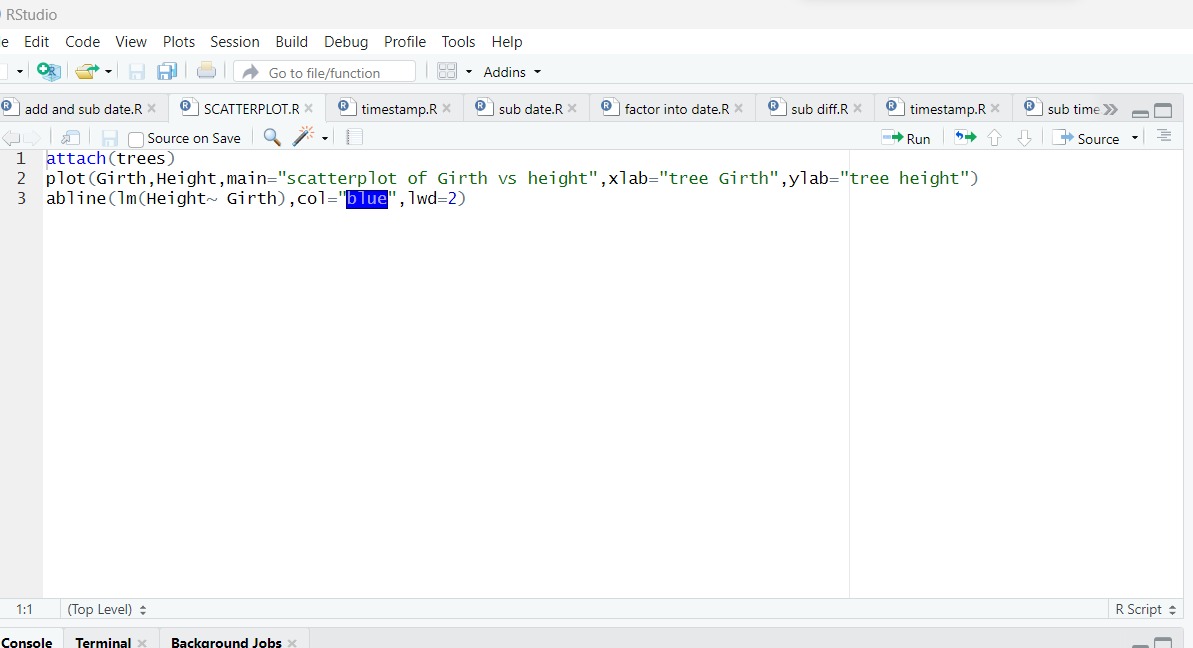 RStudio
e Edit Code View Plots Session Build Debug Profile Tools Help
Go to file/function Addins
add and sub date.R SCATTERPLOT.R timestamp.R sub date.R factor into date.R sub diff.R timestamp.R sub time
Source on Save Run Source
1 attach(trees)
2 plot(Girth,Height,main="scatterplot of Girth vs height",xlab="tree Girth",ylab="tree height")
3 abline(lm(Height~ Girth),col="blue",lwd=2)
1:1 (Top Level) R Script
Console Terminal Background Jobs